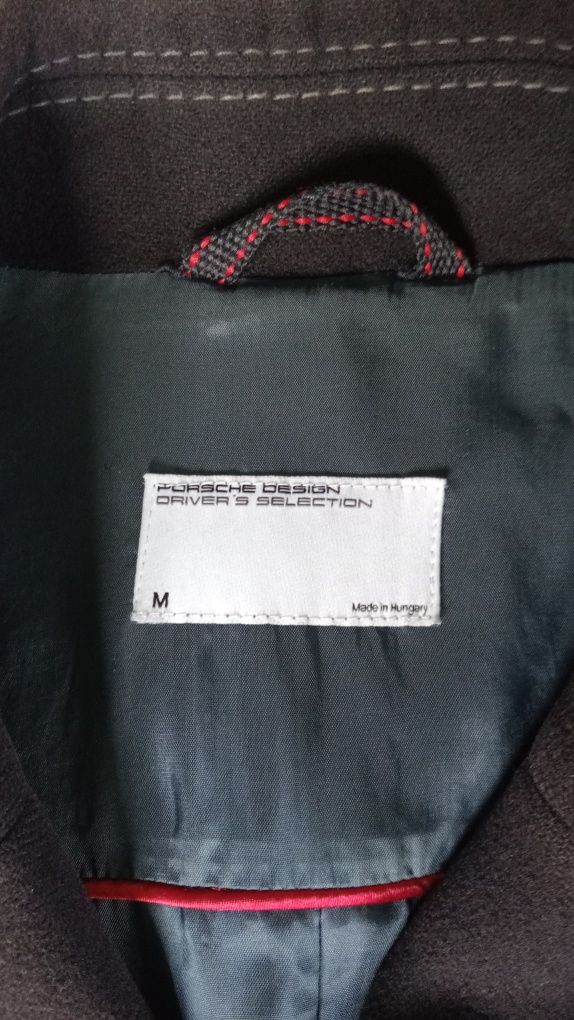 PORSCHE DESIGN
DRIVER'S SELECTION
M
Made in Hungary